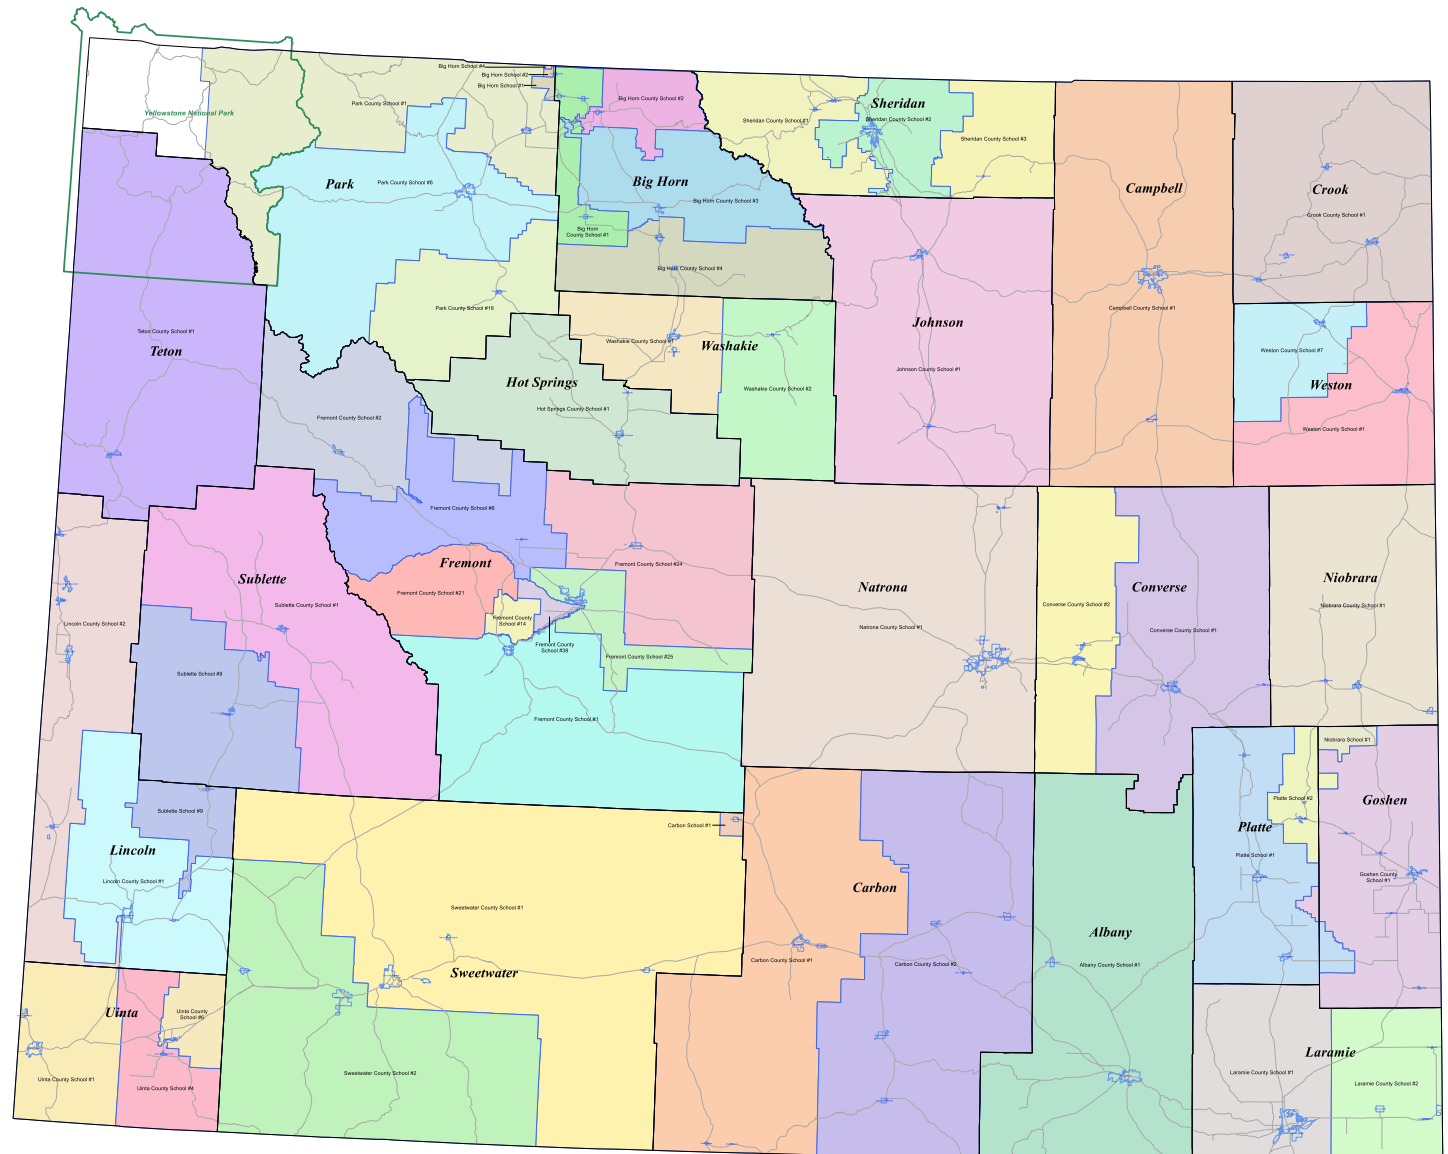 Big Horn School #4
Big Horn School #2
Big Horn School #1
Yellowstone National Park
Park County School #1
Park
Park County School #6
Park County School #16
Big Horn County School #2
Big Horn
Big Horn County School #3
Big Horn
County School #1
Big Horn County School #4
Sheridan
Sheridan County School #1
Sheridan County School #2
Sheridan County School #3
Campbell
Campbell County School #1
Crook
Crook County School #1
Johnson
Johnson County School #1
Teton County School #1
Teton
Washakie County School #1
Washakie
Washakie County School #2
Hot Springs
Hot Springs County School #1
Weston County School #7
Weston
Weston County School #1
Fremont County School #2
Fremont County School #6
Fremont
Fremont County School #24
Fremont County School #21
Fremont County
School #14
Fremont County
School #38
Fremont County School #25
Fremont County School #1
Sublette
Sublette County School #1
Sublette School #9
Sublette School #9
Lincoln County School #2
Lincoln
Lincoln County School #1
Natrona
Natrona County School #1
Converse County School #2
Converse
Converse County School #1
Niobrara
Niobrara County School #1
Niobrara School #1
Platte School #2
Platte
Platte School #1
Goshen
Goshen County
School #1
Carbon School #1
Carbon
Carbon County School #1
Carbon County School #2
Sweetwater County School #1
Sweetwater
Sweetwater County School #2
Albany
Albany County School #1
Uinta
Uinta County
School #6
Uinta County School #1
Uinta County School #4
Laramie
Laramie County School #1
Laramie County School #2